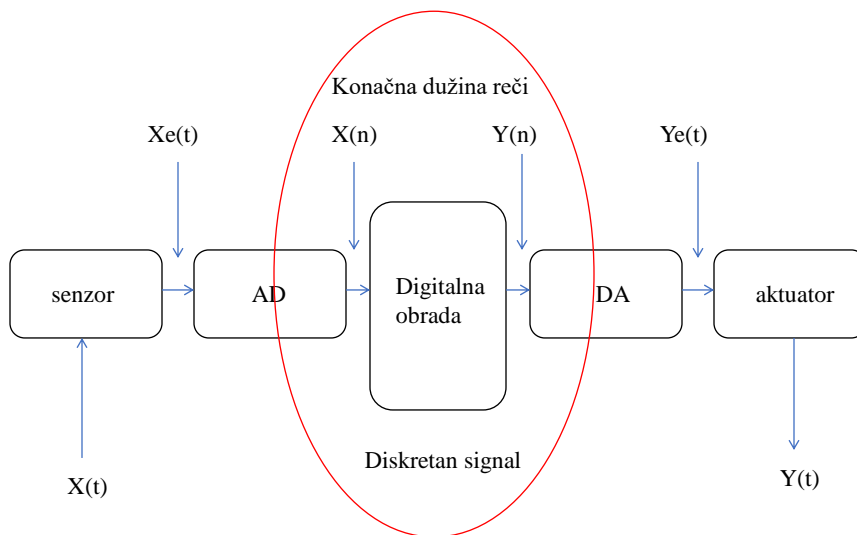 Konačna dužina reči
Xe(t)
X(n)
Y(n)
Ye(t)
senzor
AD
Digitalna
obrada
DA
aktuator
Diskretan signal
X(t)
Y(t)